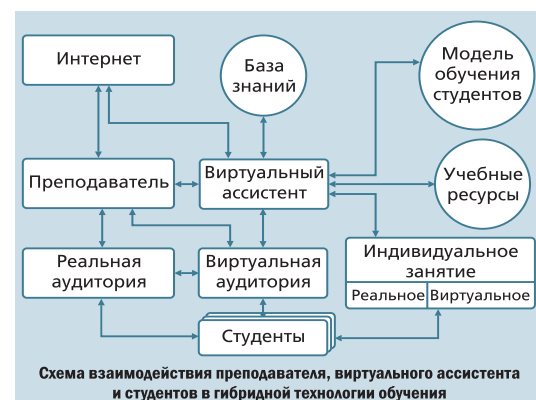 Интернет
База
знаний
Модель
обучения
студентов
Преподаватель
Виртуальный
ассистент
Учебные
ресурсы
Реальная
аудитория
Виртуальная
аудитория
Индивидуальное
занятие
Реальное
Виртуальное
Студенты
Схема взаимодействия преподавателя, виртуального ассистента
и студентов в гибридной технологии обучения